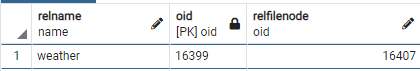 relname oid relfilenode
name [PK] oid oid
1 weather 16399 16407